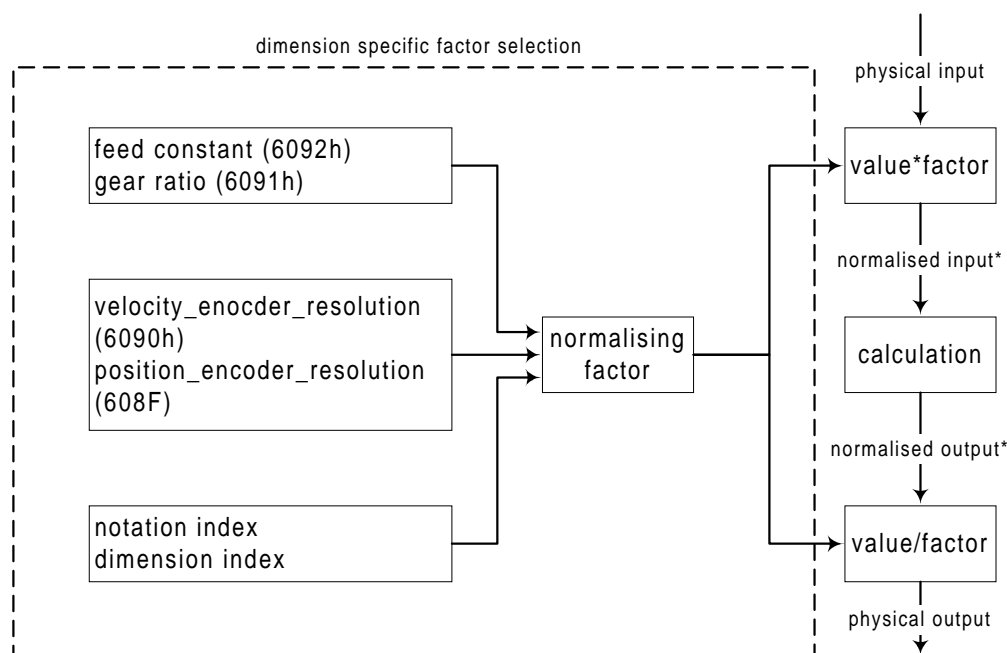 dimension specific factor selection
physical input
feed constant (6092h)
gear ratio (6091h)
value*factor
normalised input*
velocity_enocder_resolution
(6090h)
position_encoder_resolution
(608F)
normalising
factor
calculation
normalised output*
notation index
dimension index
value/factor
physical output